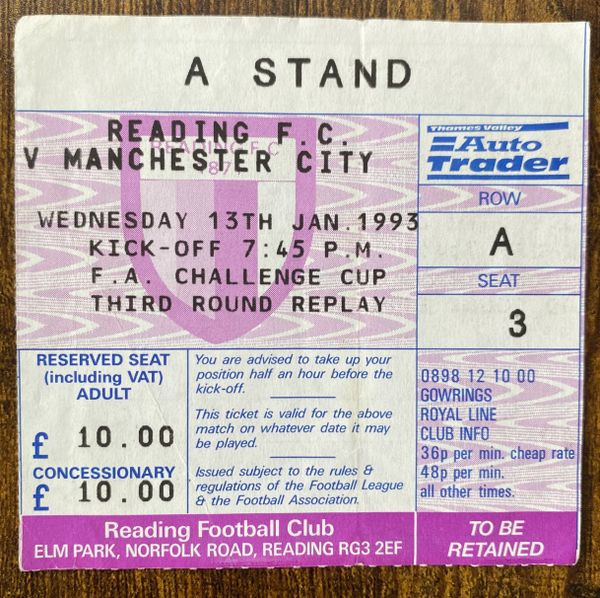 A STAND
READING F.C.
V MANCHESTER CITY
READING F.C
WEDNESDAY 13TH JAN.1993
KICK-OFF 7:45 P.M.
F.A. CHALLENGE CUP
THIRD ROUND REPLAY
Thames Valley
Auto
Trader
ROW
A
SEAT
3
RESERVED SEAT
(including VAT)
ADULT
£ 10.00
CONCESSIONARY
£ 10.00
You are advised to take up your
position half an hour before the
kick-off.
This ticket is valid for the above
match on whatever date it may
be played.
Issued subject to the rules &
regulations of the Football League
& the Football Association.
0898 12 10 00
GOWRINGS
ROYAL LINE
CLUB INFO
36p per min. cheap rate
48p per min.
all other times.
Reading Football Club
ELM PARK, NORFOLK ROAD, READING RG3 2EF
TO BE
RETAINED